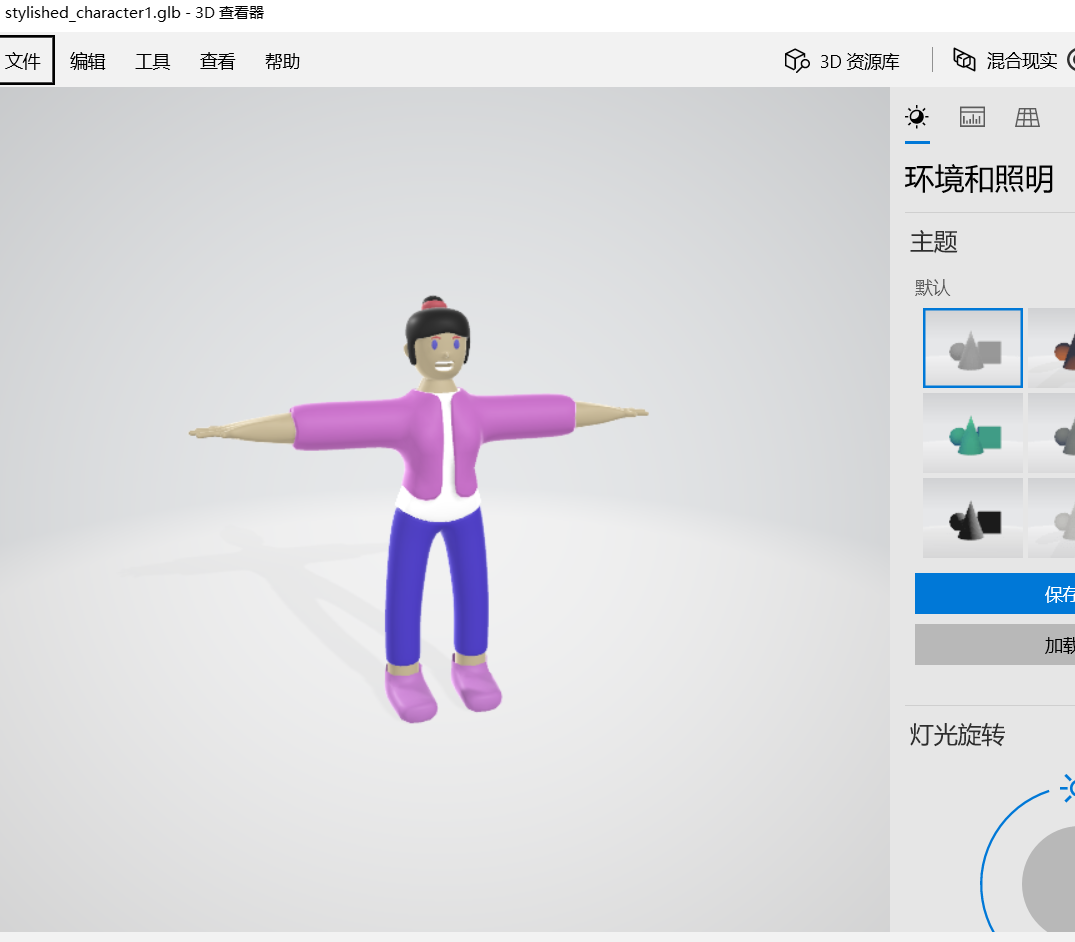 stylished_character1.glb - 3D 查看器
文件 编辑 工具 查看 帮助 3D 资源库 混合现实
环境和照明
主题
默认
保存
加载
灯光旋转